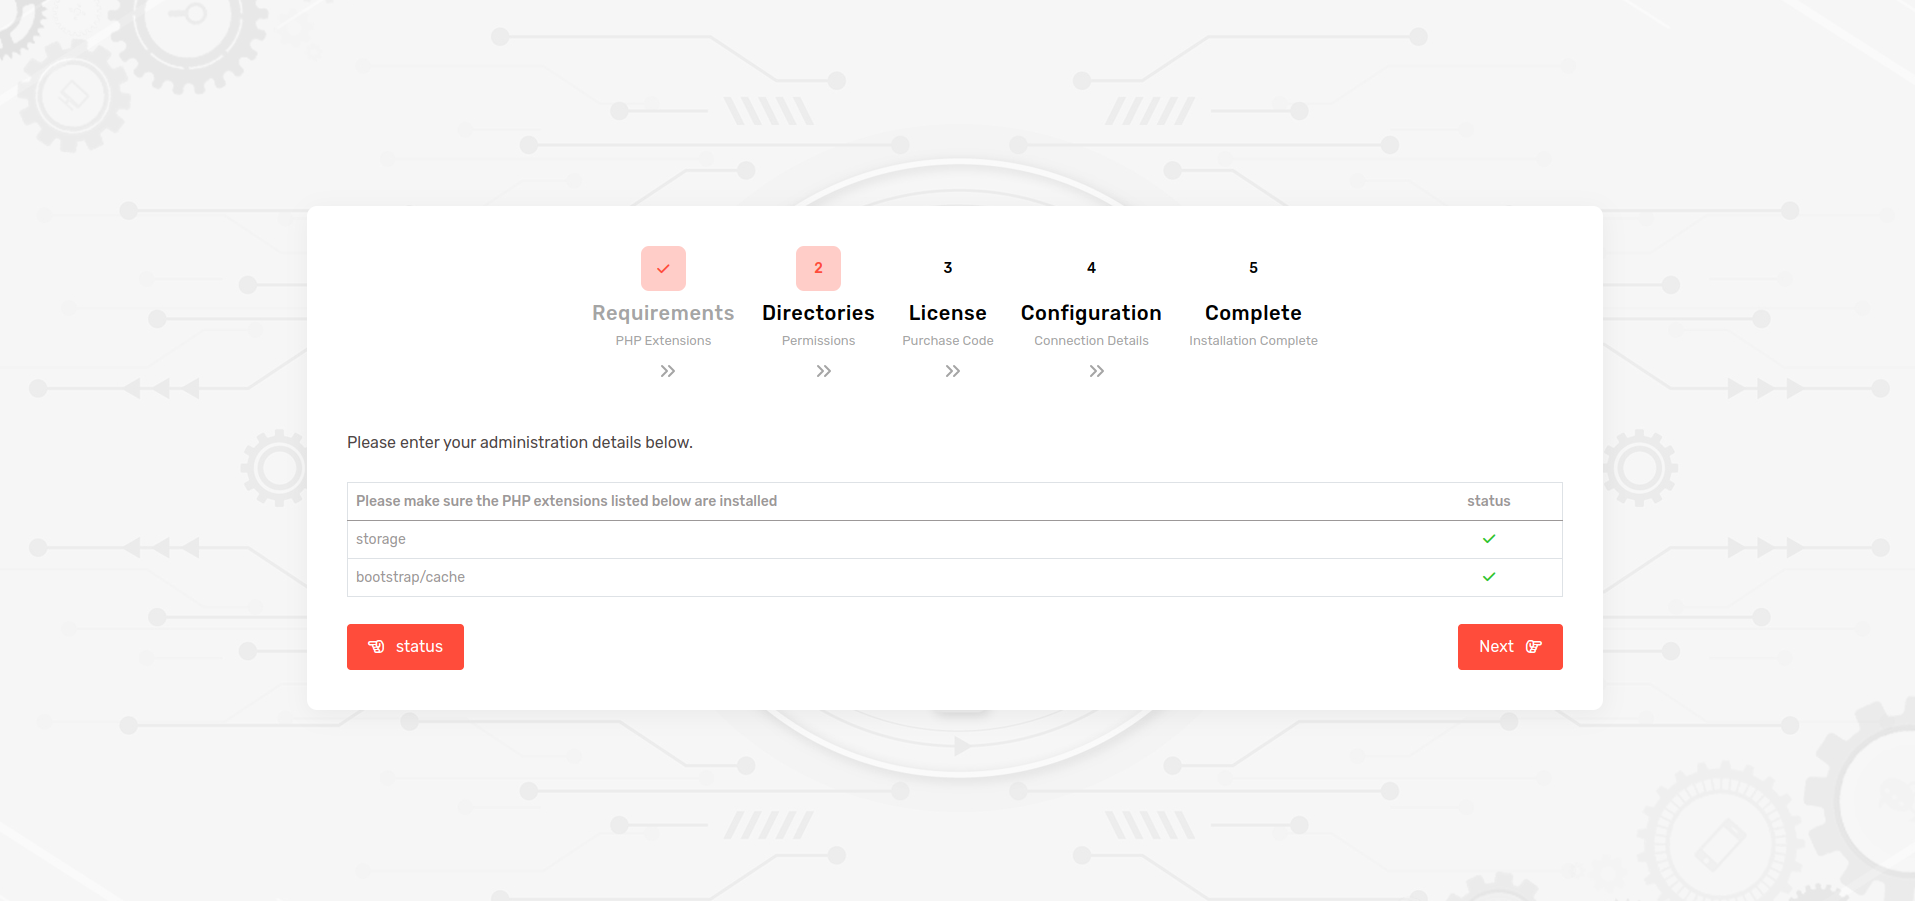 2 3 4 5
Requirements Directories License Configuration Complete
PHP Extensions Permissions Purchase Code Connection Details Installation Complete
Please enter your administration details below.
Please make sure the PHP extensions listed below are installed status
storage
bootstrap/cache
status Next